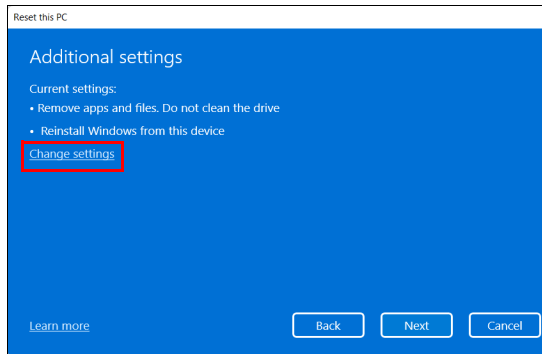 Reset this PC
Additional settings
Current settings:
• Remove apps and files. Do not clean the drive
• Reinstall Windows from this device
Change settings
Learn more
Back
Next
Cancel